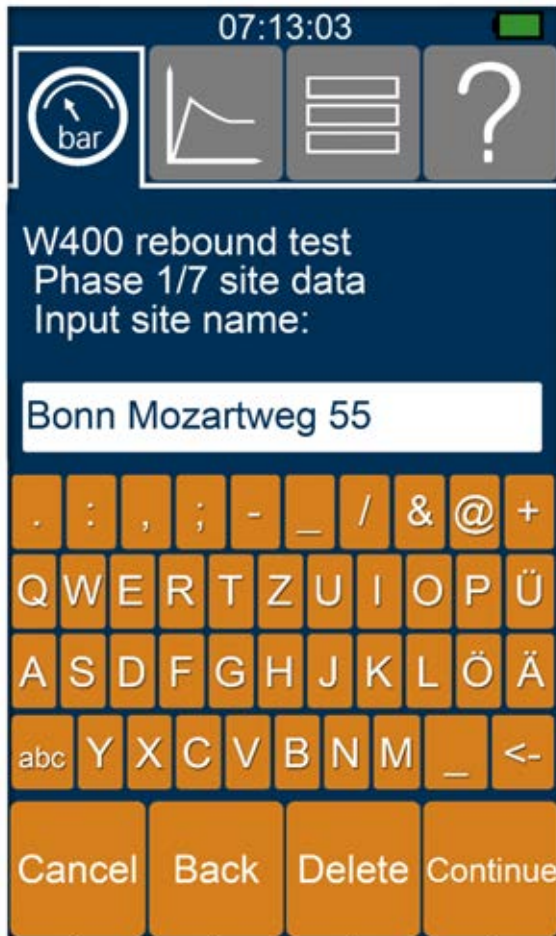 07:13:03
bar
?
W400 rebound test
Phase 1/7 site data
Input site name:
Bonn Mozartweg 55
. : , ; - _ / & @ +
Q W E R T Z U I O P Ü
A S D F G H J K L Ö Ä
abc Y X C V B N M _ <-
Cancel Back Delete Continue